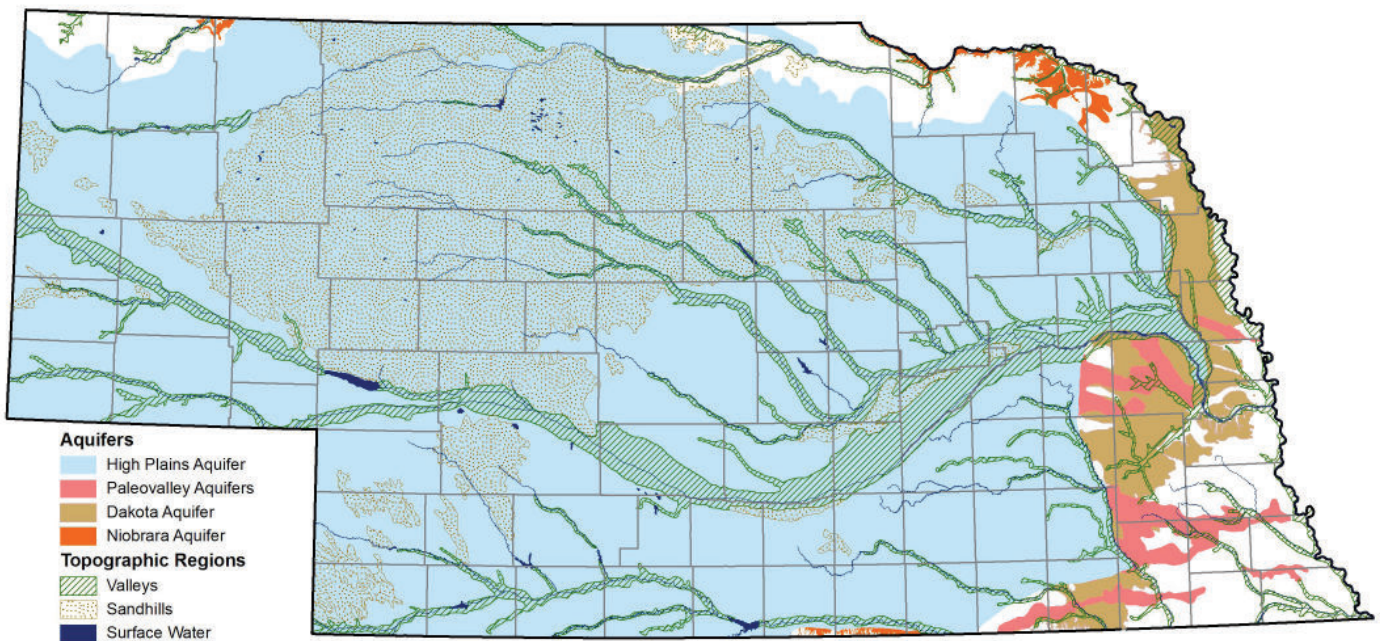 Aquifers
High Plains Aquifer
Paleovalley Aquifers
Dakota Aquifer
Niobrara Aquifer
Topographic Regions
Valleys
Sandhills
Surface Water